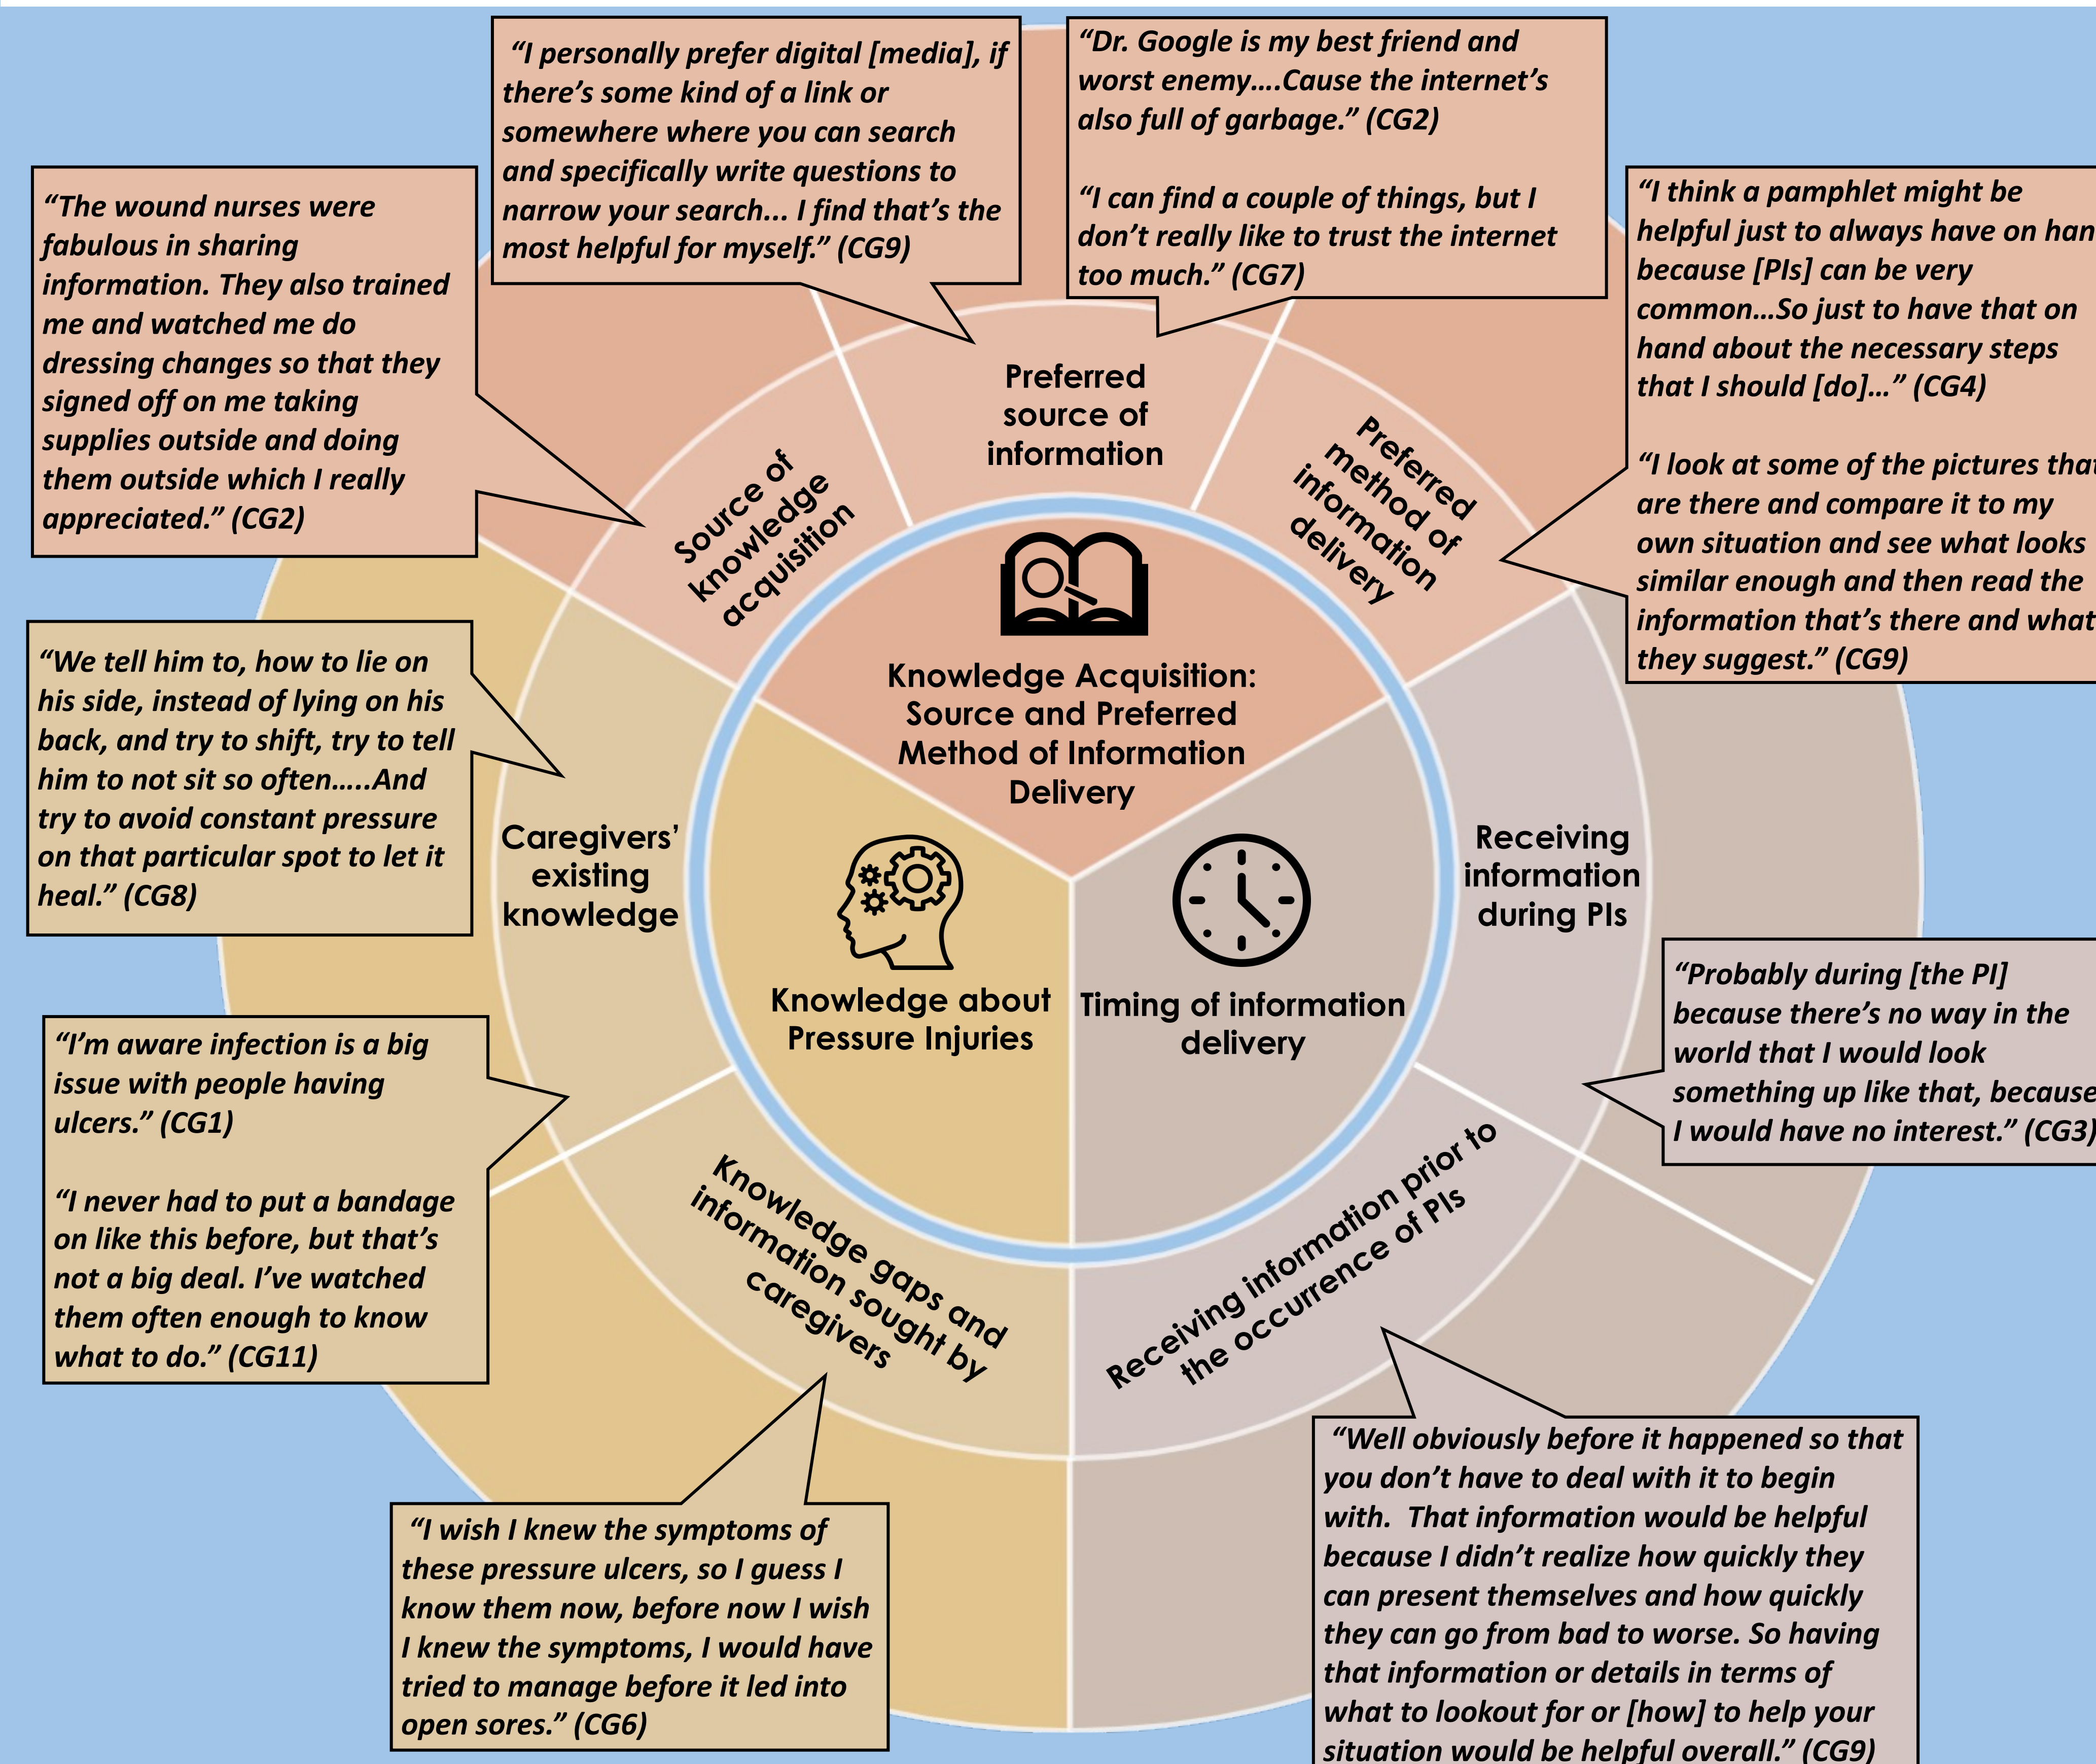 “I personally prefer digital [media], if
there’s some kind of a link or
somewhere where you can search
and specifically write questions to
narrow your search... I find that’s the
most helpful for myself.” (CG9)
“Dr. Google is my best friend and
worst enemy….Cause the internet’s
also full of garbage.” (CG2)
“I can find a couple of things, but I
don’t really like to trust the internet
too much.” (CG7)
“The wound nurses were
fabulous in sharing
information. They also trained
me and watched me do
dressing changes so that they
signed off on me taking
supplies outside and doing
them outside which I really
appreciated.” (CG2)
“I think a pamphlet might be
helpful just to always have on han
because [PIs] can be very
common…So just to have that on
hand about the necessary steps
that I should [do]…” (CG4)
“I look at some of the pictures that
are there and compare it to my
own situation and see what looks
similar enough and then read the
information that’s there and what
they suggest.” (CG9)
Source of
knowledge
acquisition
Preferred
source of
information
Preferred
method of
information
delivery
Knowledge Acquisition:
Source and Preferred
Method of Information
Delivery
“We tell him to, how to lie on
his side, instead of lying on his
back, and try to shift, try to tell
him to not sit so often…..And
try to avoid constant pressure
on that particular spot to let it
heal.” (CG8)
Caregivers’
existing
knowledge
Knowledge about
Pressure Injuries
Timing of information
delivery
Receiving
information
during PIs
“Probably during [the PI]
because there’s no way in the
world that I would look
something up like that, because
I would have no interest.” (CG3)
“I’m aware infection is a big
issue with people having
ulcers.” (CG1)
“I never had to put a bandage
on like this before, but that’s
not a big deal. I’ve watched
them often enough to know
what to do.” (CG11)
Knowledge gaps and
information sought by
caregivers
Receiving information prior to
the occurrence of PIs
“I wish I knew the symptoms of
these pressure ulcers, so I guess I
know them now, before now I wish
I knew the symptoms, I would have
tried to manage before it led into
open sores.” (CG6)
“Well obviously before it happened so that
you don’t have to deal with it to begin
with.  That information would be helpful
because I didn’t realize how quickly they
can present themselves and how quickly
they can go from bad to worse. So having
that information or details in terms of
what to lookout for or [how] to help your
situation would be helpful overall.” (CG9)